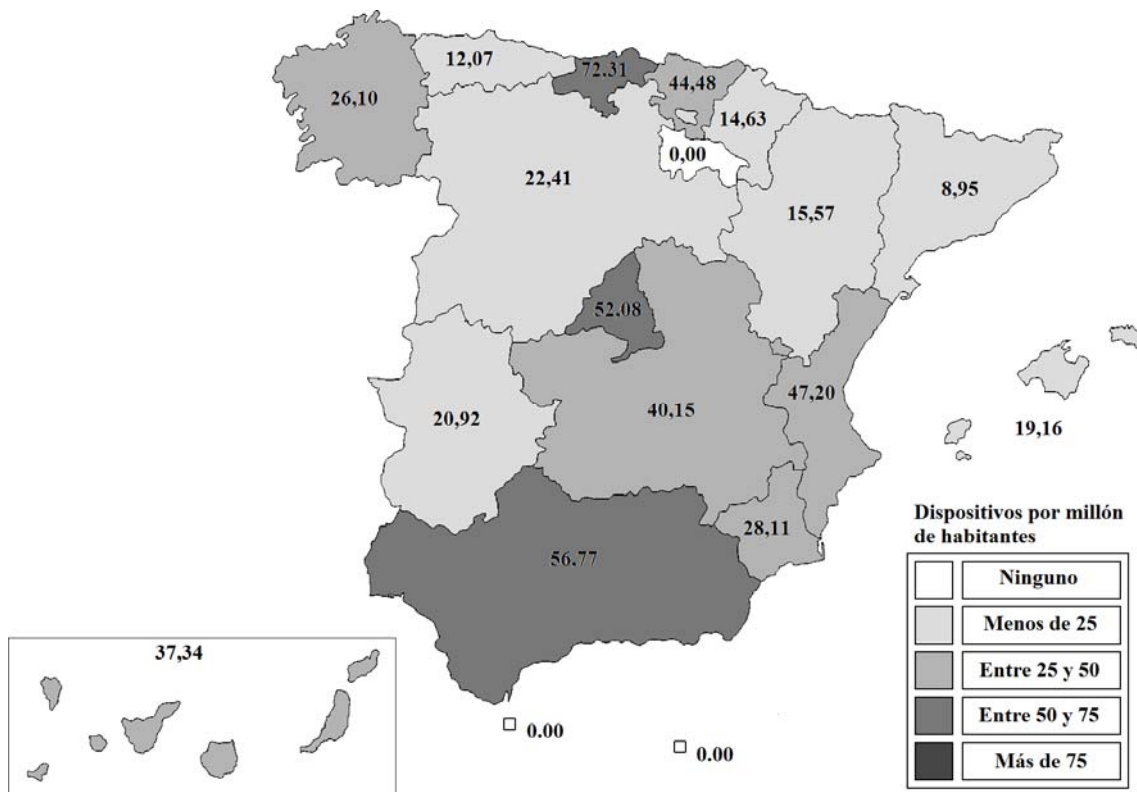 12,07
72.31
44,48
26,10
14,63
0,00
22,41
8,95
15,57
52.08
47,20
20,92
40,15
19,16
Dispositivos por millón
de habitantes
28,11
56.77
Ninguno
Menos de 25
37,34
Entre 25 y 50
Entre 50 y 75
0.00
0.00
Más de 75